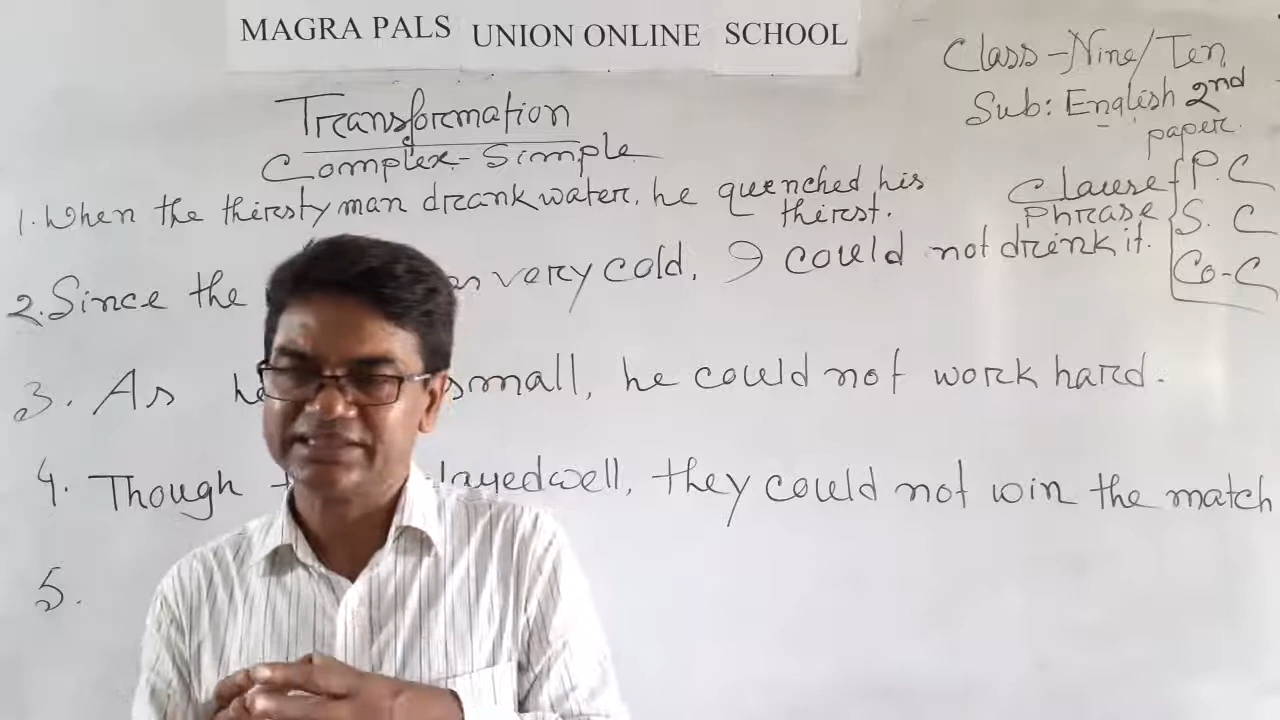 MAGRA PALS UNION ONLINE SCHOOL
Class-Nine/Ten
Sub: English 2nd
paper.
Transformation
Complex-Simple
1. When the thirsty man drank water, he quenched his
thirst.
Clause P.C
Phrase S. C
Co-C
2. Since the very cold, I could not drink it.
3. As he small, he could not work hard.
4. Though well, they could not win the match
5.